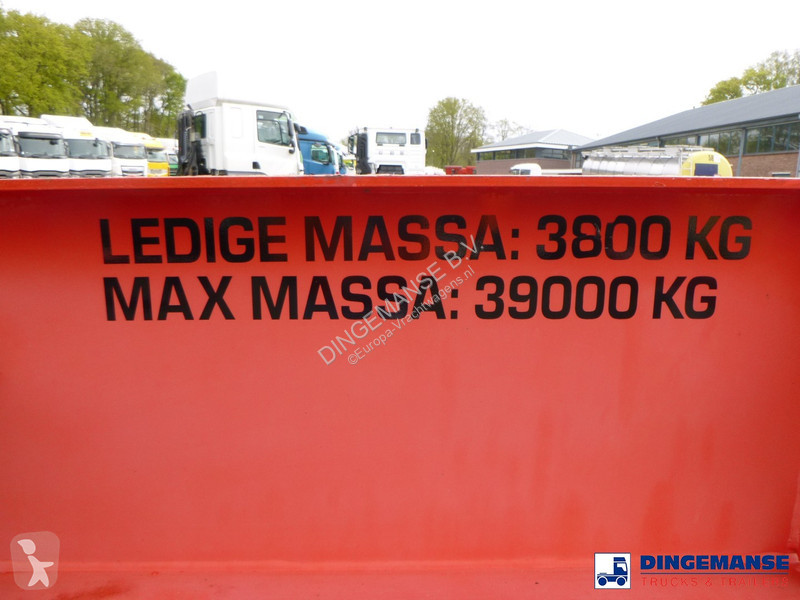 LEDIGE MASSA: 3800 KG
MAX MASSA: 39000 KG
DINGEMANSE B.V.
©Europa-Vrachtwagens.nl
DINGEMANSE
TRUCKS & TRAILERS